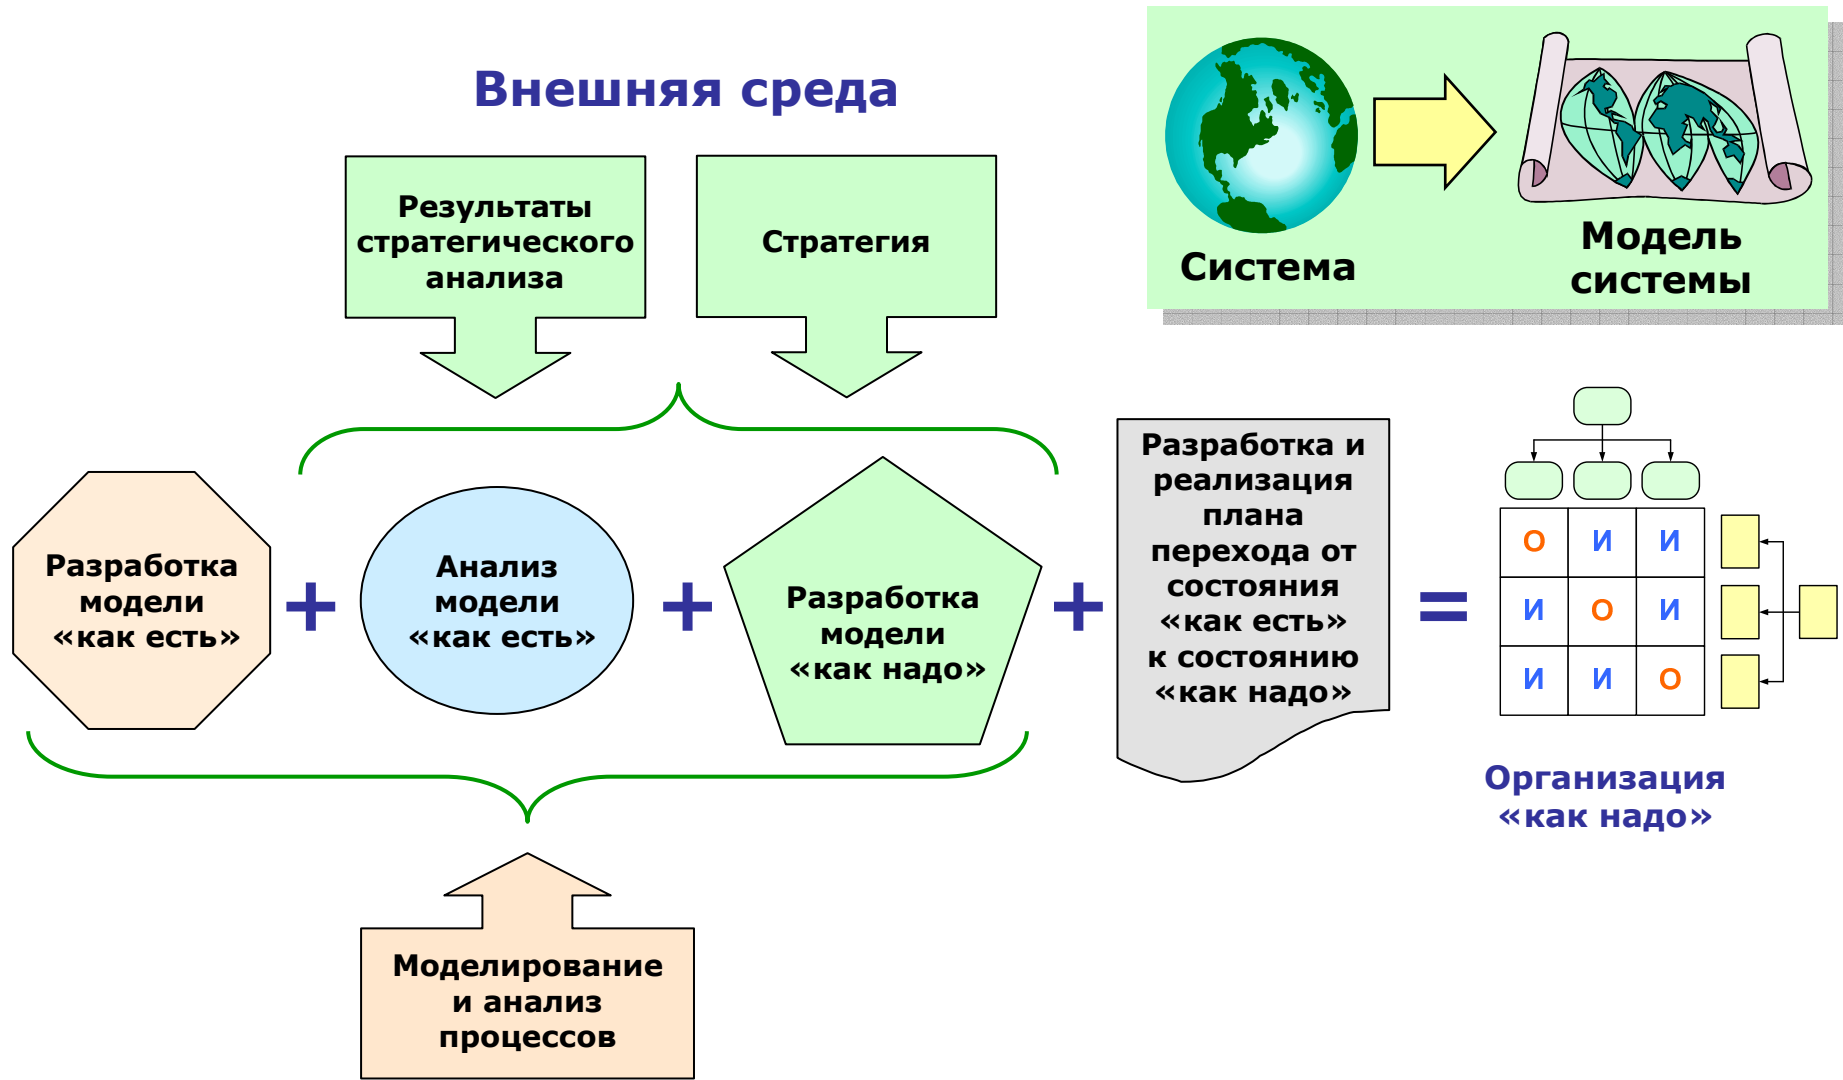 Внешняя среда
Результаты
стратегического
анализа
Стратегия
Система
Модель
системы
Разработка
модели
«как есть»
+
Анализ
модели
«как есть»
+
Разработка
модели
«как надо»
+
Разработка и
реализация
плана
перехода от
состояния
«как есть»
к состоянию
«как надо»
=
О И И
И О И
И И О
Организация
«как надо»
Моделирование
и анализ
процессов